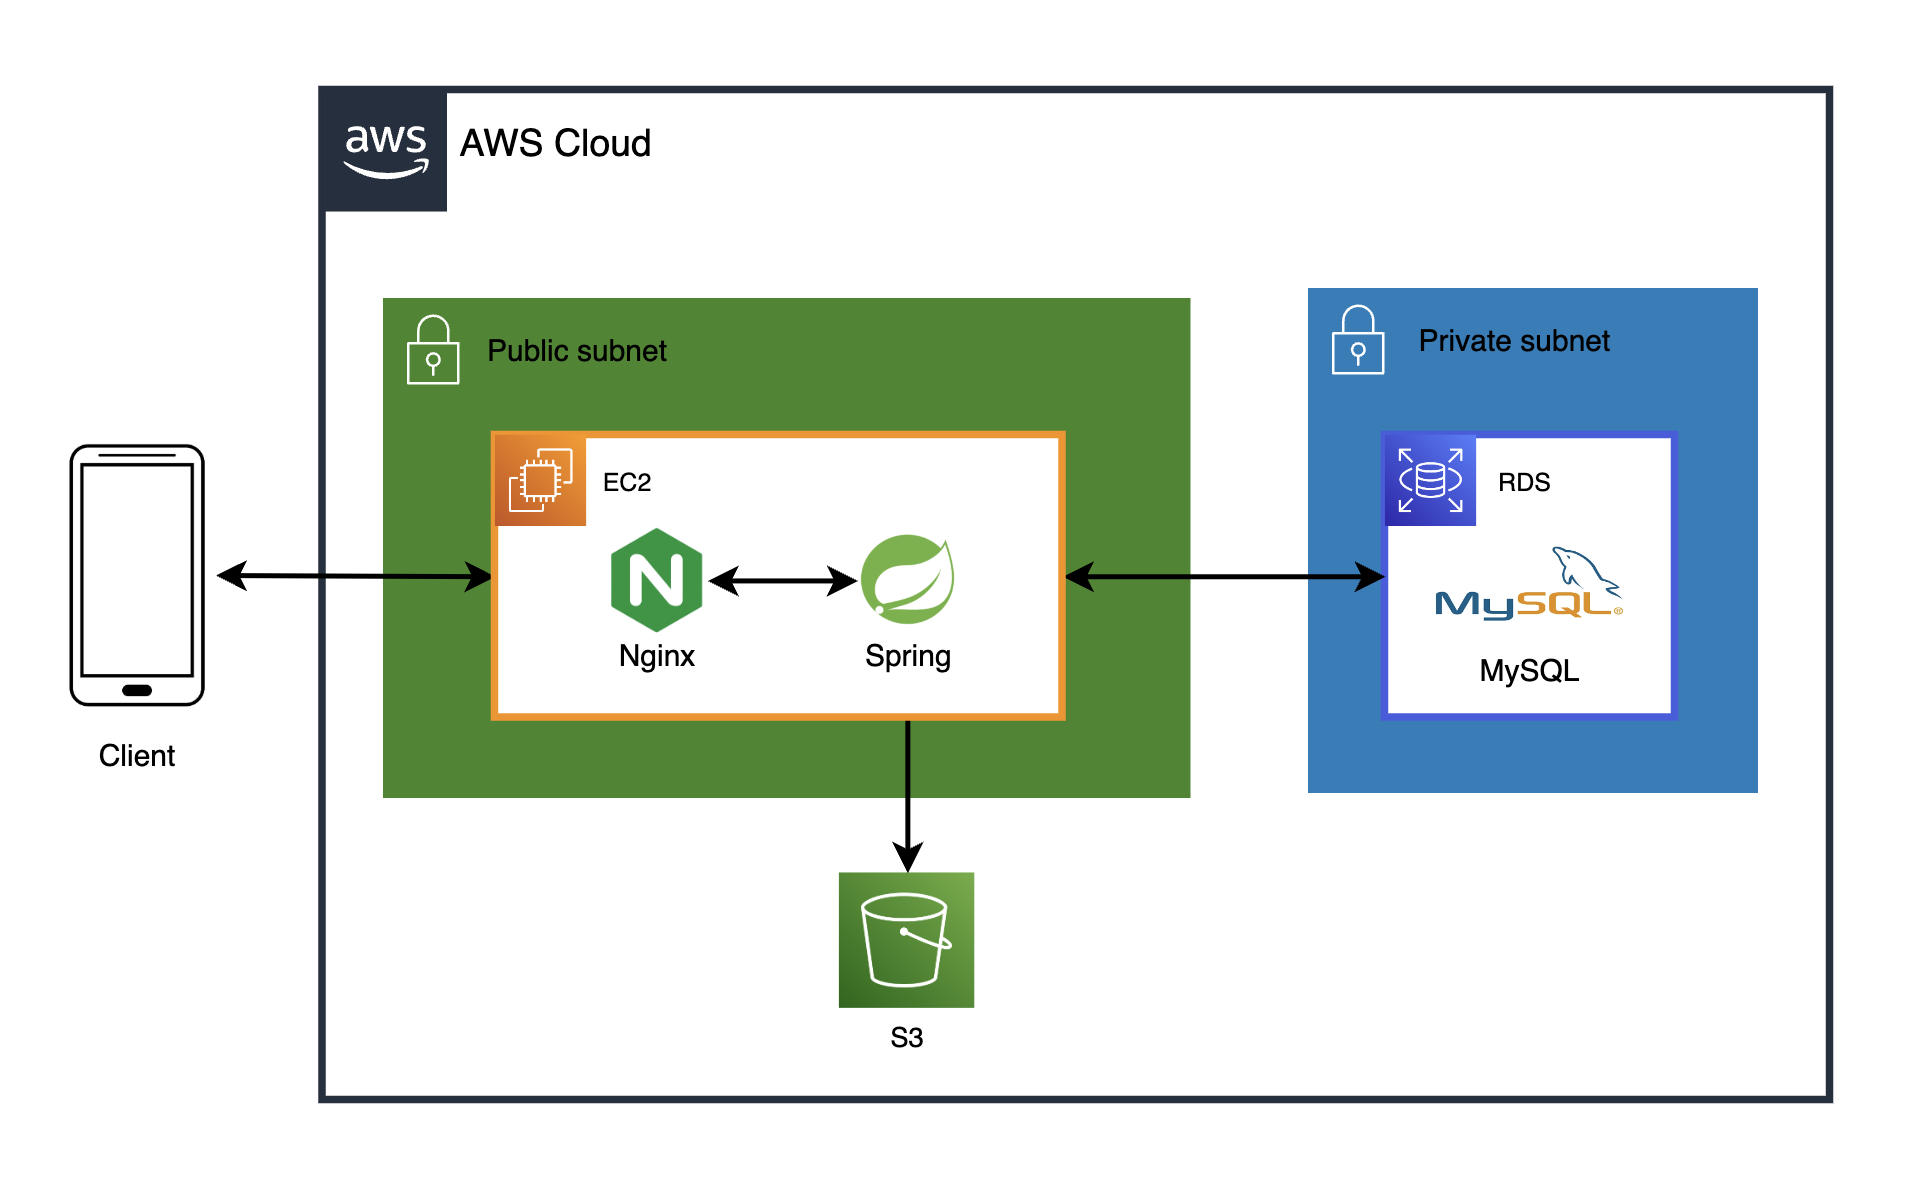 aws
AWS Cloud
Public subnet
Private subnet
EC2
RDS
Nginx
Spring
MySQL®
MySQL
Client
S3